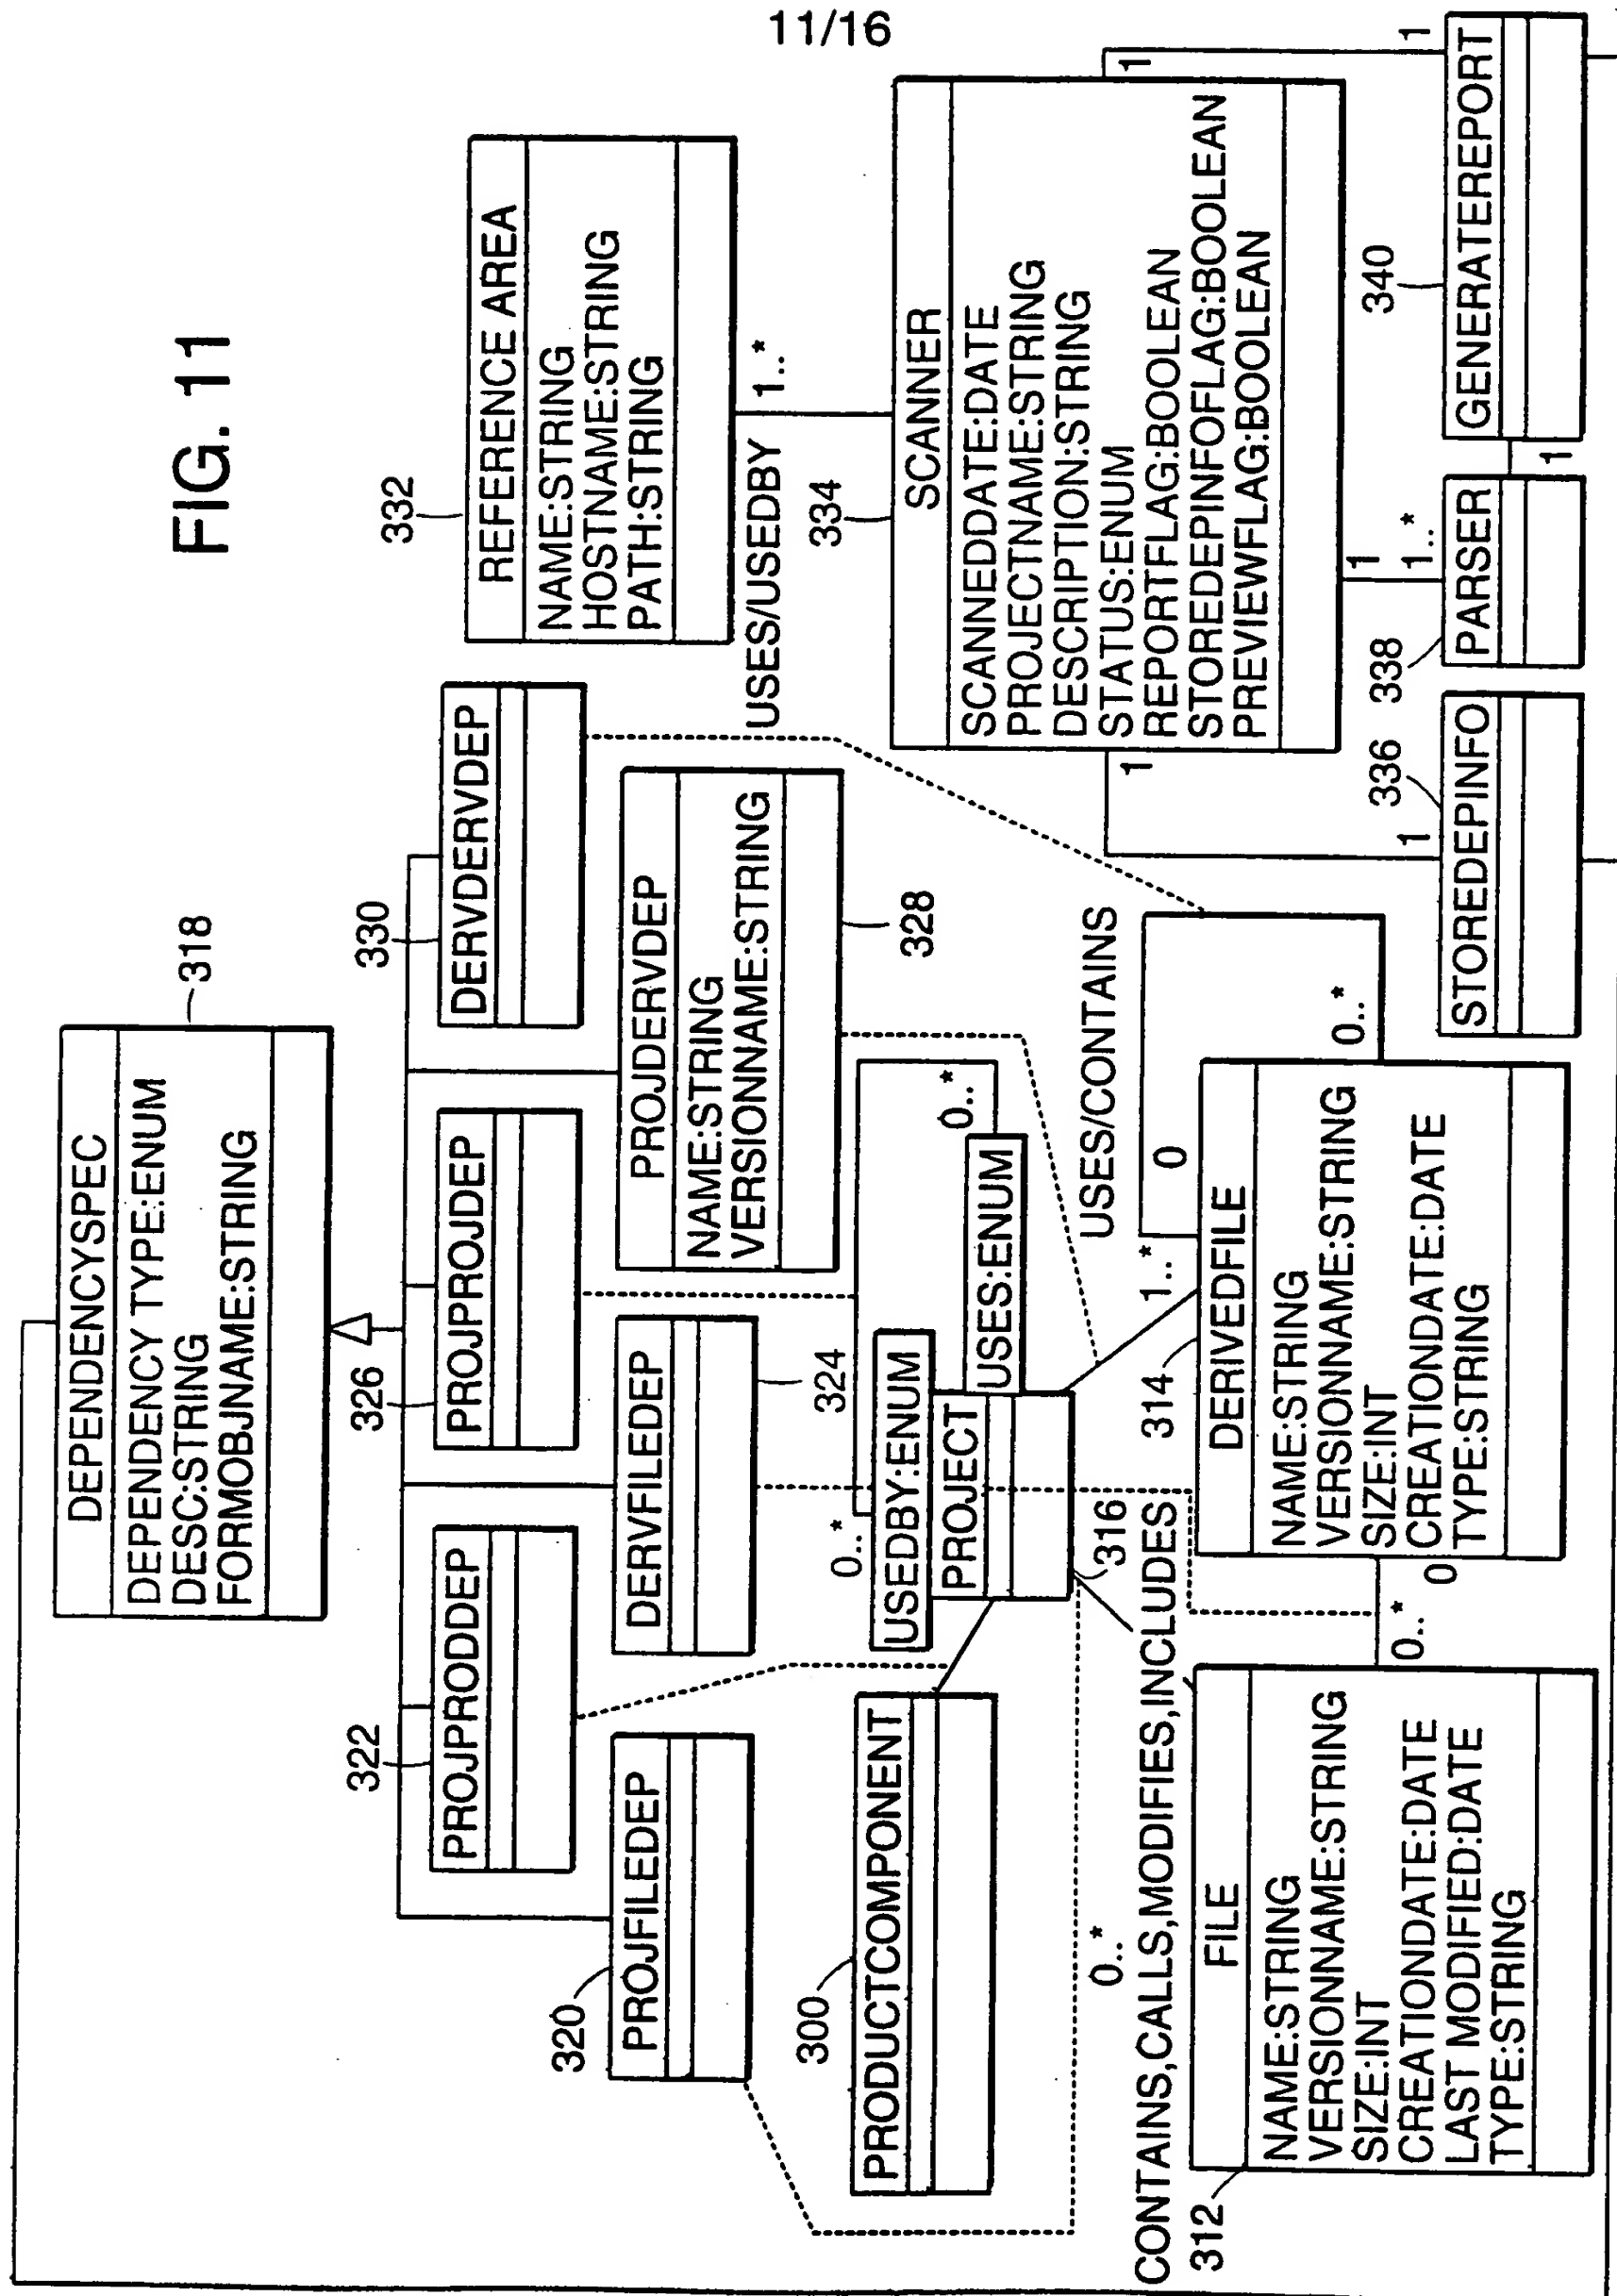 11/16
FIG. 11
DEPENDENCYSPEC
DEPENDENCY TYPE:ENUM
DESC:STRING
FORMOBJNAME:STRING
318
322
326
330
PROJPRODDEP
PROJPROJDEP
DERVDERVDEP
320
PROJFILEDEP
DERVFILEDEP
324
PROJDERVDEP
NAME:STRING
VERSIONNAME:STRING
328
332
REFERENCE AREA
NAME:STRING
HOSTNAME:STRING
PATH:STRING
USES/USEDBY
1..*
300
PRODUCTCOMPONENT
0..*
USEDBY:ENUM
PROJECT
USES:ENUM
0..*
316
334
SCANNER
SCANNEDDATE:DATE
PROJECTNAME:STRING
DESCRIPTION:STRING
STATUS:ENUM
REPORTFLAG:BOOLEAN
STOREDEPINFOFLAG:BOOLEAN
PREVIEWFLAG:BOOLEAN
1
1
1
0..*
CONTAINS,CALLS,MODIFIES,INCLUDES
USES/CONTAINS
1..*
0
0..*
312
FILE
NAME:STRING
VERSIONNAME:STRING
SIZE:INT
CREATIONDATE:DATE
LAST MODIFIED:DATE
TYPE:STRING
0..*
0
314
DERIVEDFILE
NAME:STRING
VERSIONNAME:STRING
SIZE:INT
CREATIONDATE:DATE
TYPE:STRING
336
1
STOREDEPINFO
338
1..*
PARSER
1
340
1
GENERATEREPORT